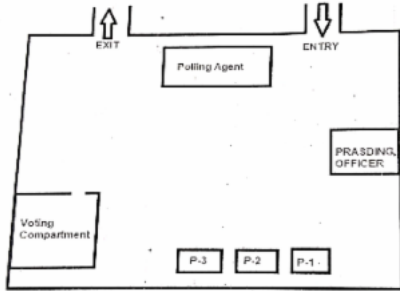 EXIT
ENTRY
Polling Agent
PRASDING,
OFFICER
Voting
Compartment
P-3
P-2
P-1